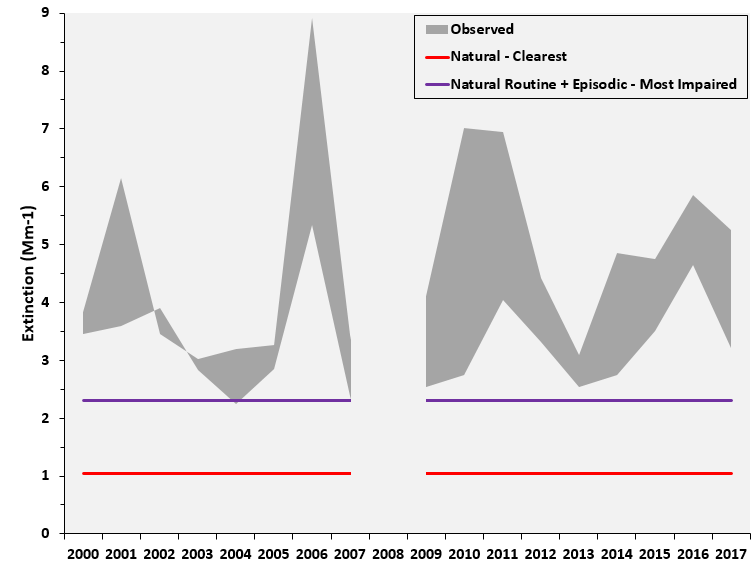 9
8
7
6
5
4
3
2
1
0
Extinction (Mm-1)
Observed
Natural - Clearest
Natural Routine + Episodic - Most Impaired
2000 2001 2002 2003 2004 2005 2006 2007 2008 2009 2010 2011 2012 2013 2014 2015 2016 2017